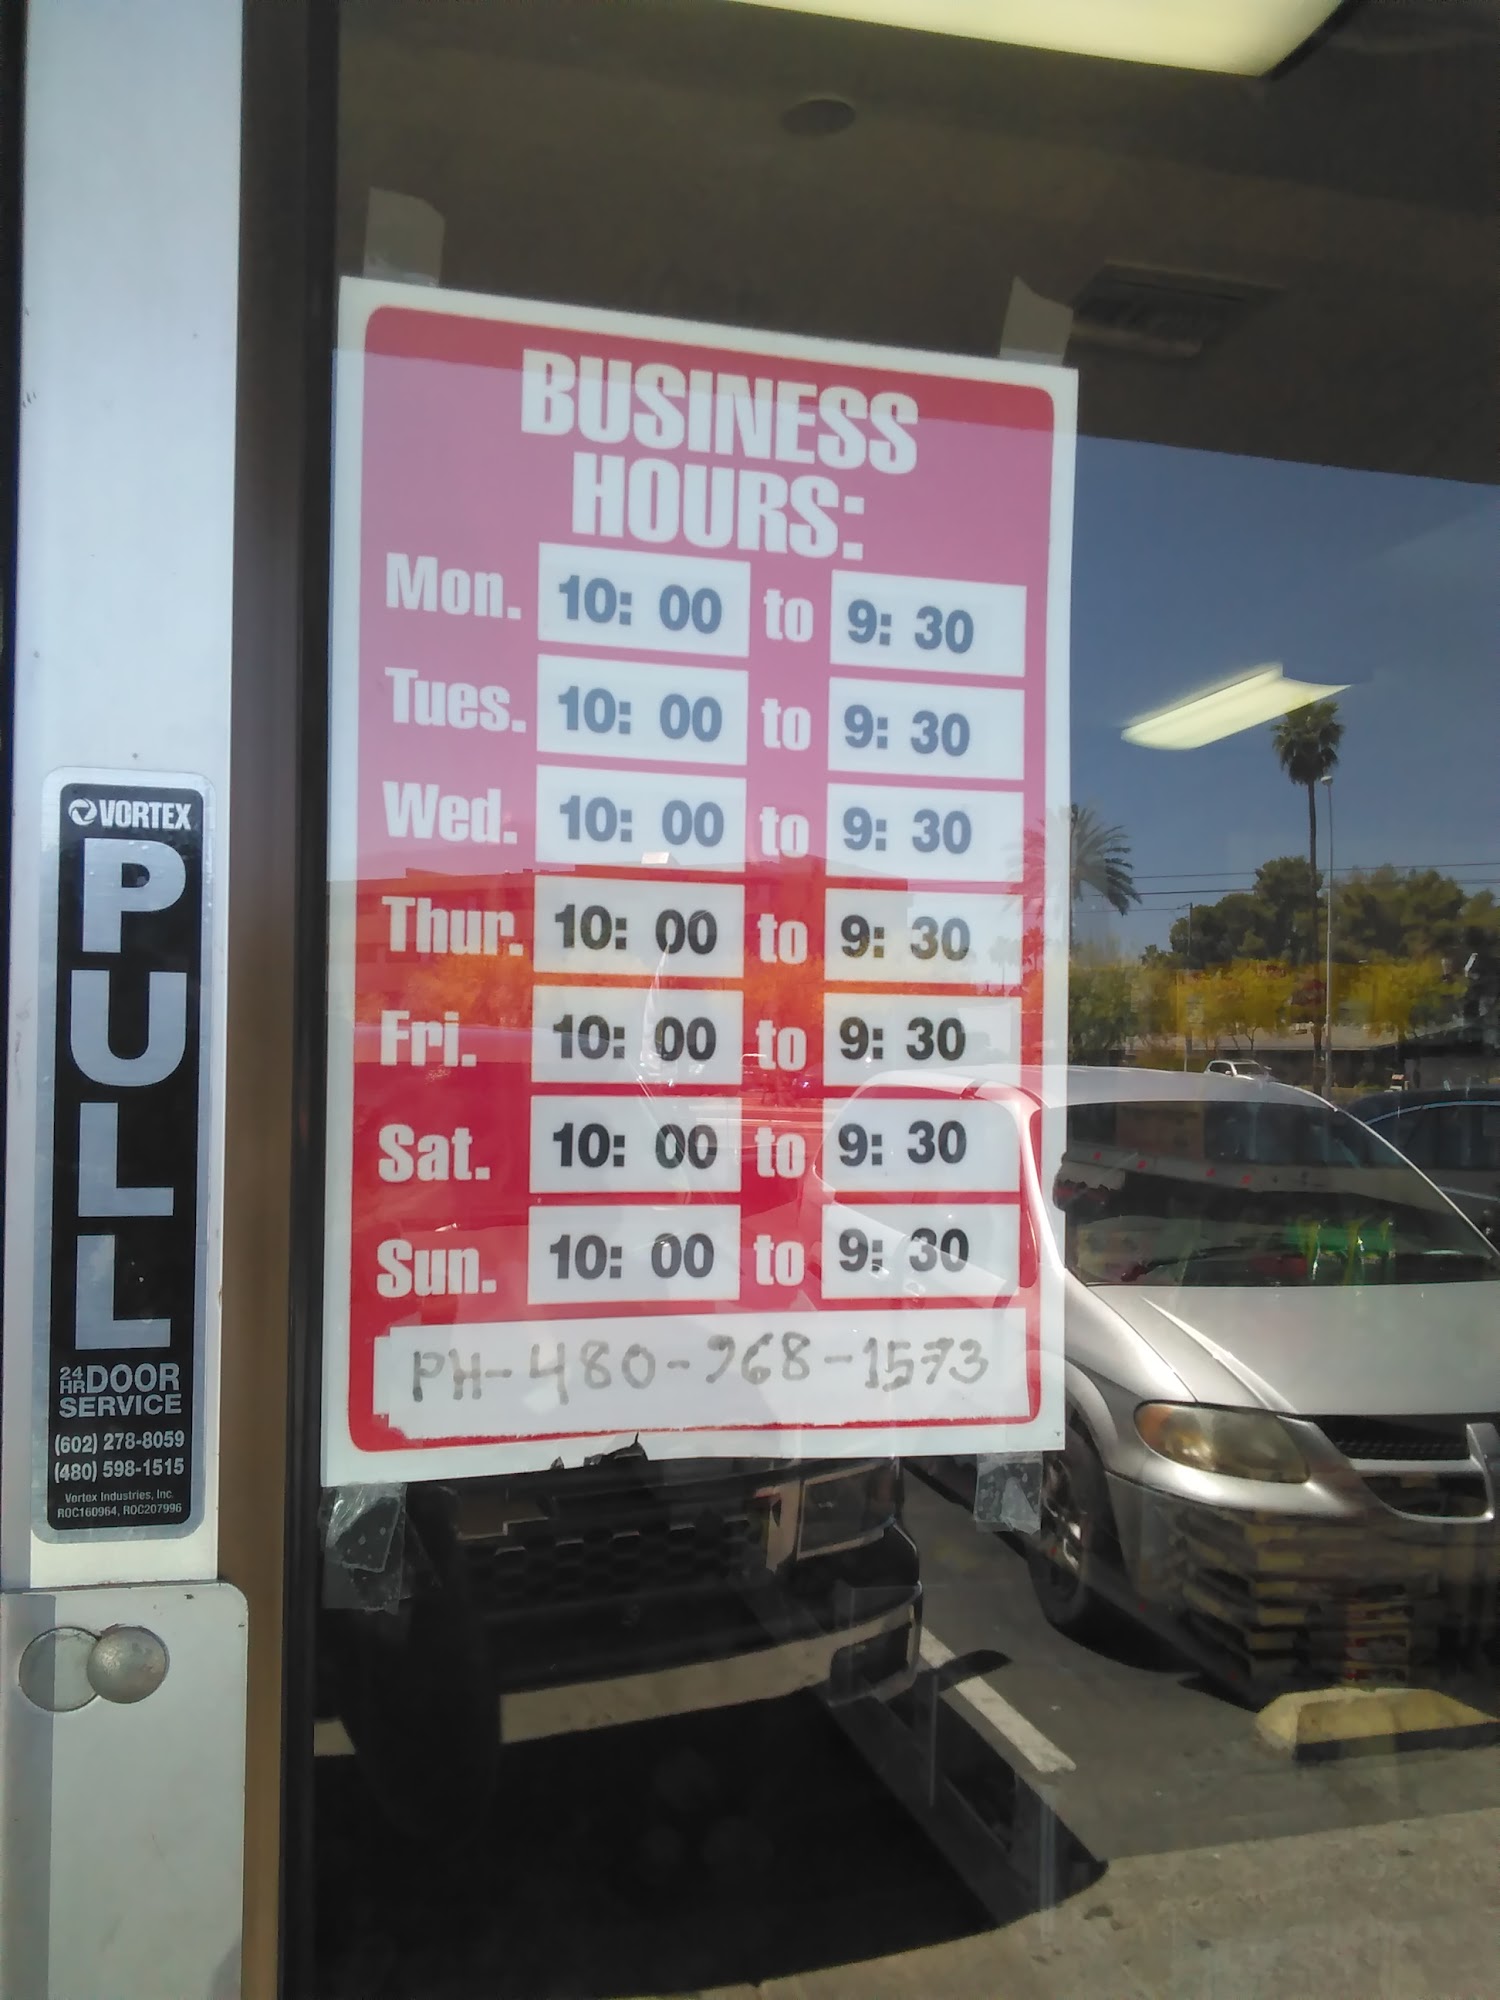 BUSINESS
HOURS:
Mon. 10: 00 to 9: 30
Tues. 10: 00 to 9: 30
Wed. 10: 00 to 9: 30
Thur. 10: 00 to 9: 30
Fri. 10: 00 to 9: 30
Sat. 10: 00 to 9: 30
Sun. 10: 00 to 9: 30
PH-480-968-1573
VORTEX
PULL
24 HR DOOR
SERVICE
(602) 278-8059
(480) 598-1515
Vortex Industries, Inc.
ROC160964, ROC207996